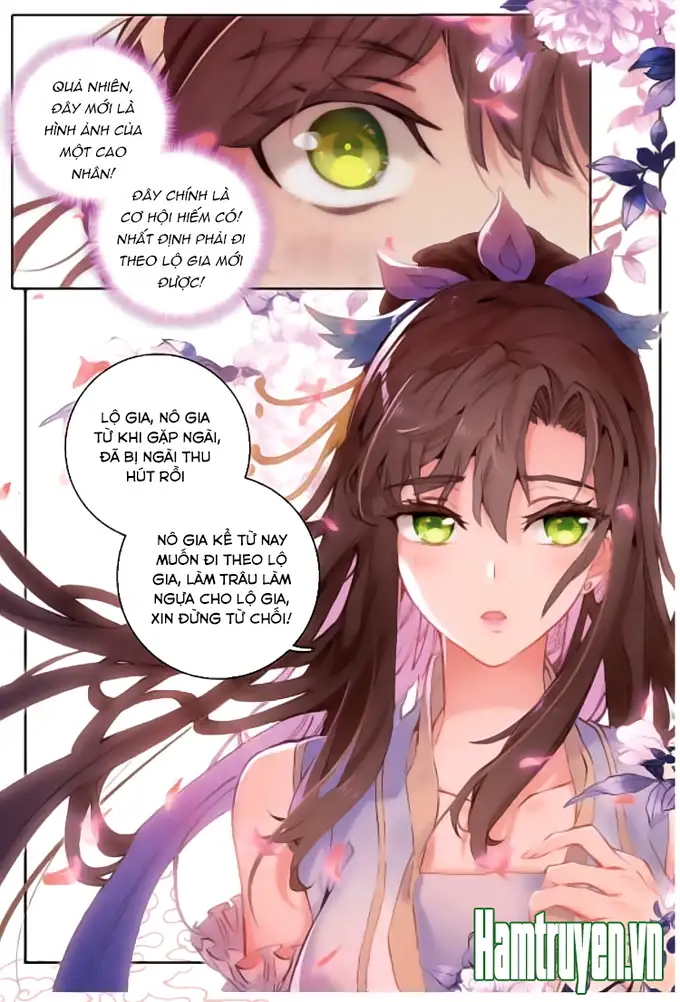 QUẢ NHIÊN,
ĐÂY MỚI LÀ
HÌNH ẢNH CỦA
MỘT CAO
NHÂN!
ĐÂY CHÍNH LÀ
CƠ HỘI HIẾM CÓ!
NHẤT ĐỊNH PHẢI ĐI
THEO LỘ GIA MỚI
ĐƯỢC!
LỘ GIA, NÔ GIA
TỪ KHI GẶP NGÀI,
ĐÃ BỊ NGÀI THU
HÚT RỒI
NÔ GIA KỂ TỪ NAY
MUỐN ĐI THEO LỘ
GIA, LÀM TRÂU LÀM
NGỰA CHO LỘ GIA,
XIN ĐỪNG TỪ CHỐI!
Hamtruyen.vn